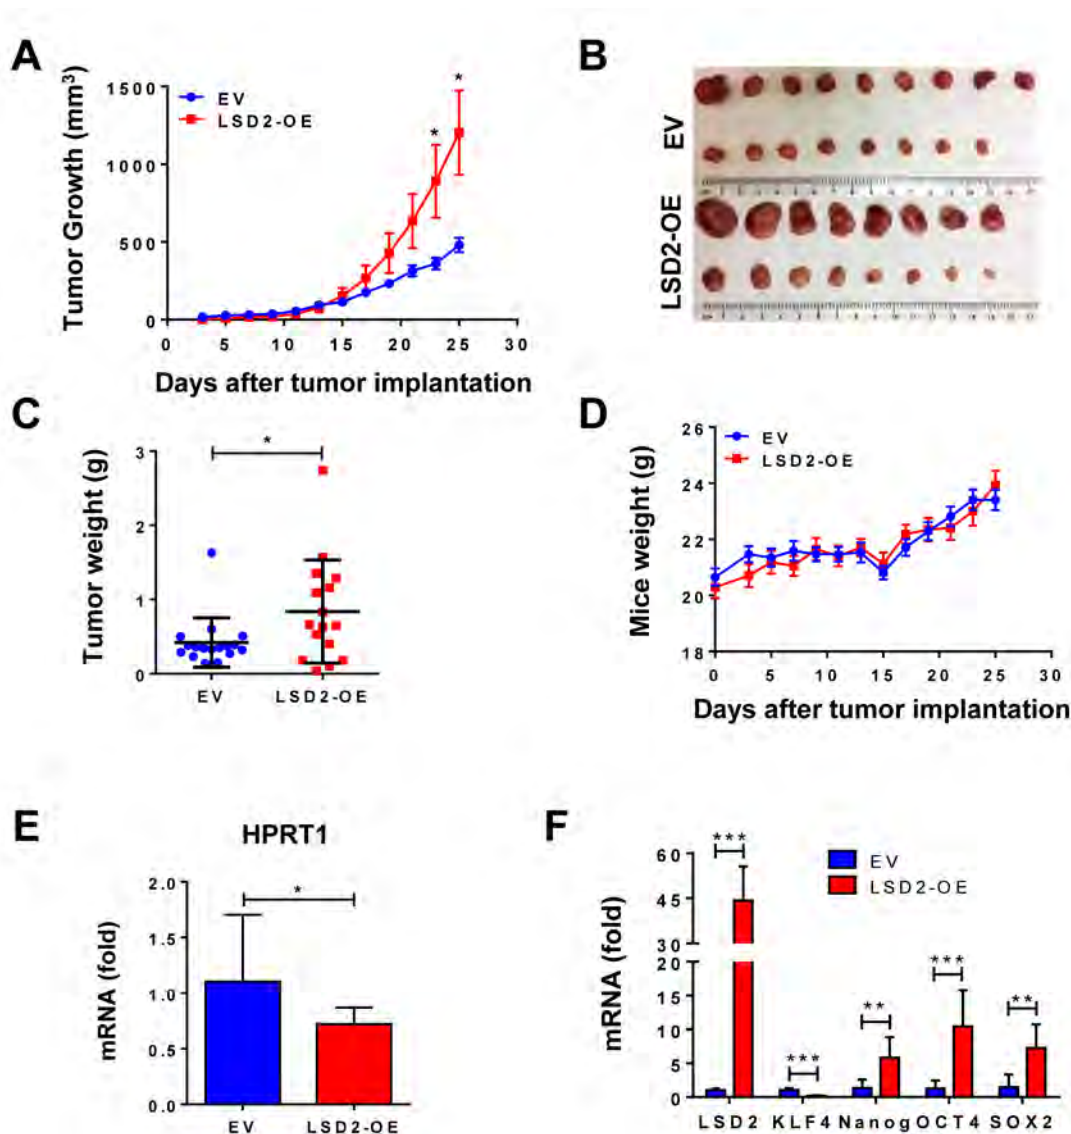 A
Tumor Growth (mm³)
1500
1000
500
0
EV
LSD2-OE
*
*
0 5 10 15 20 25 30
Days after tumor implantation
B
EV
LSD2-OE
C
Tumor weight (g)
3
2
1
0
*
EV LSD2-OE
D
Mice weight (g)
26
24
22
20
18
EV
LSD2-OE
0 5 10 15 20 25 30
Days after tumor implantation
E
HPRT1
mRNA (fold)
2.0
1.5
1.0
0.5
0.0
*
EV LSD2-OE
F
mRNA (fold)
60
45
30
20
15
10
5
0
EV
LSD2-OE
*** *** ** *** **
LSD2 KLF4 Nanog OCT4 SOX2